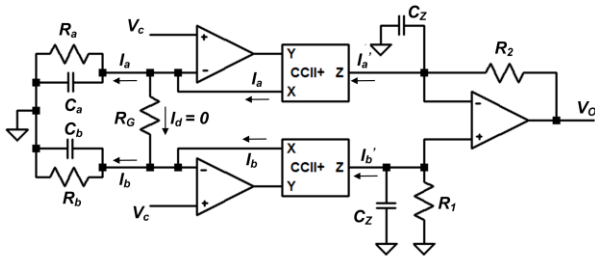 Ra
Vc
+
-
Ia
Ca
Ia
Y
CCII+
Z
X
Ia'
CZ
R2
RG
Id = 0
-
+
VO
Cb
Ib
Rb
Ib
X
CCII+
Z
Y
Ib'
-
+
Vc
CZ
R1